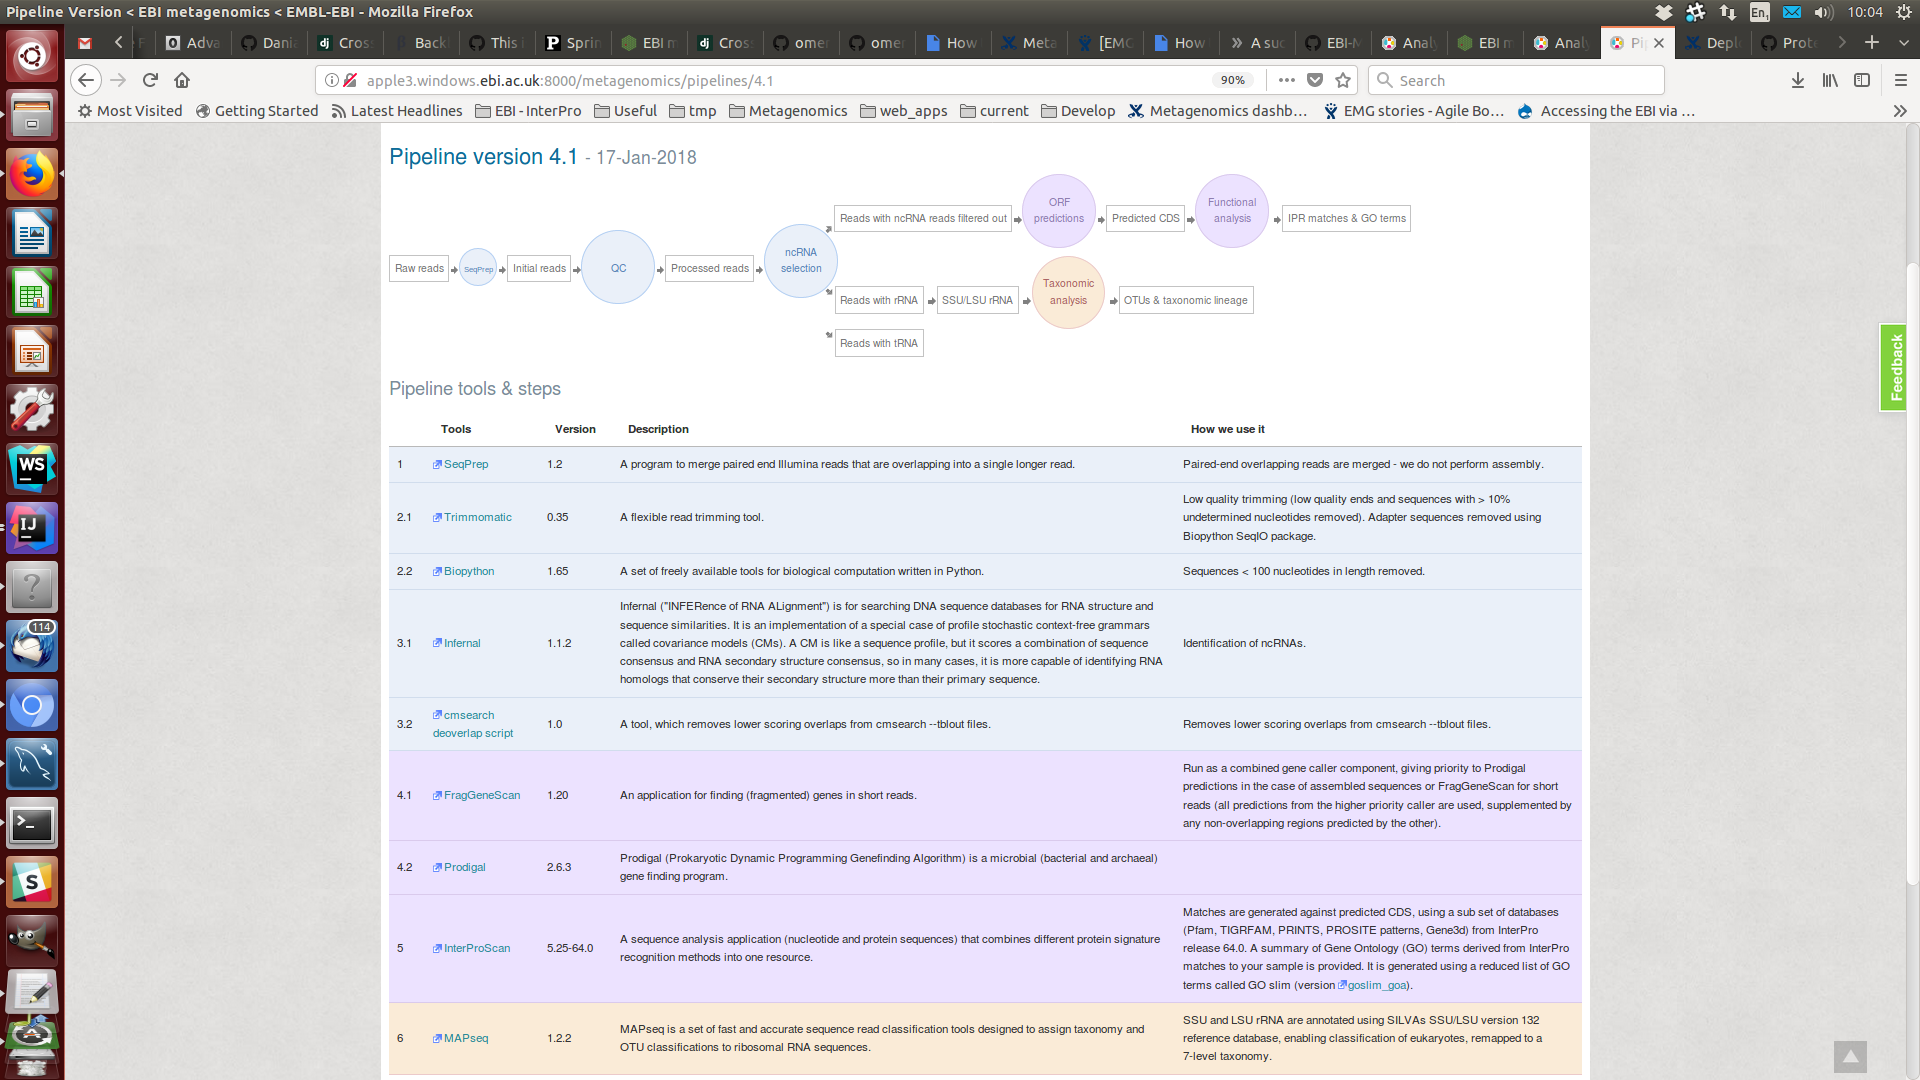 Pipeline Version < EBI metagenomics < EMBL-EBI - Mozilla Firefox
En1
10:04
Adva
Dania
Cross
Back
This i
Sprin
EBI m
Cros
omer
omer
How
Meta
[EMG
How
A suc
EBI-M
Analy
EBI m
Analy
Pi
Depl
Prote
apple3.windows.ebi.ac.uk:8000/metagenomics/pipelines/4.1
90%
Search
Most Visited
Getting Started
Latest Headlines
EBI - InterPro
Useful
tmp
Metagenomics
web_apps
current
Develop
Metagenomics dashb...
EMG stories - Agile Bo...
Accessing the EBI via ...
Pipeline version 4.1 - 17-Jan-2018
Raw reads
SeqPrep
Initial reads
QC
Processed reads
ncRNA
selection
Reads with ncRNA reads filtered out
ORF
predictions
Predicted CDS
Functional
analysis
IPR matches & GO terms
Reads with rRNA
SSU/LSU rRNA
Taxonomic
analysis
OTUs & taxonomic lineage
Reads with tRNA
Feedback
Pipeline tools & steps
Tools Version Description How we use it
1 SeqPrep 1.2 A program to merge paired end Illumina reads that are overlapping into a single longer read. Paired-end overlapping reads are merged - we do not perform assembly.
2.1 Trimmomatic 0.35 A flexible read trimming tool.
Low quality trimming (low quality ends and sequences with > 10%
undetermined nucleotides removed). Adapter sequences removed using
Biopython SeqIO package.
2.2 Biopython 1.65 A set of freely available tools for biological computation written in Python. Sequences < 100 nucleotides in length removed.
3.1 Infernal 1.1.2
Infernal ("INFERence of RNA ALignment") is for searching DNA sequence databases for RNA structure and
sequence similarities. It is an implementation of a special case of profile stochastic context-free grammars
called covariance models (CMs). A CM is like a sequence profile, but it scores a combination of sequence
consensus and RNA secondary structure consensus, so in many cases, it is more capable of identifying RNA
homologs that conserve their secondary structure more than their primary sequence.
Identification of ncRNAs.
3.2 cmsearch
deoverlap script
1.0 A tool, which removes lower scoring overlaps from cmsearch --tblout files. Removes lower scoring overlaps from cmsearch --tblout files.
4.1 FragGeneScan 1.20 An application for finding (fragmented) genes in short reads.
Run as a combined gene caller component, giving priority to Prodigal
predictions in the case of assembled sequences or FragGeneScan for short
reads (all predictions from the higher priority caller are used, supplemented by
any non-overlapping regions predicted by the other).
4.2 Prodigal 2.6.3
Prodigal (Prokaryotic Dynamic Programming Genefinding Algorithm) is a microbial (bacterial and archaeal)
gene finding program.
5 InterProScan 5.25-64.0
A sequence analysis application (nucleotide and protein sequences) that combines different protein signature
recognition methods into one resource.
Matches are generated against predicted CDS, using a sub set of databases
(Pfam, TIGRFAM, PRINTS, PROSITE patterns, Gene3d) from InterPro
release 64.0. A summary of Gene Ontology (GO) terms derived from InterPro
matches to your sample is provided. It is generated using a reduced list of GO
terms called GO slim (version goslim_goa).
6 MAPseq 1.2.2
MAPseq is a set of fast and accurate sequence read classification tools designed to assign taxonomy and
OTU classifications to ribosomal RNA sequences.
SSU and LSU rRNA are annotated using SILVAs SSU/LSU version 132
reference database, enabling classification of eukaryotes, remapped to a
7-level taxonomy.
WS
IJ
114